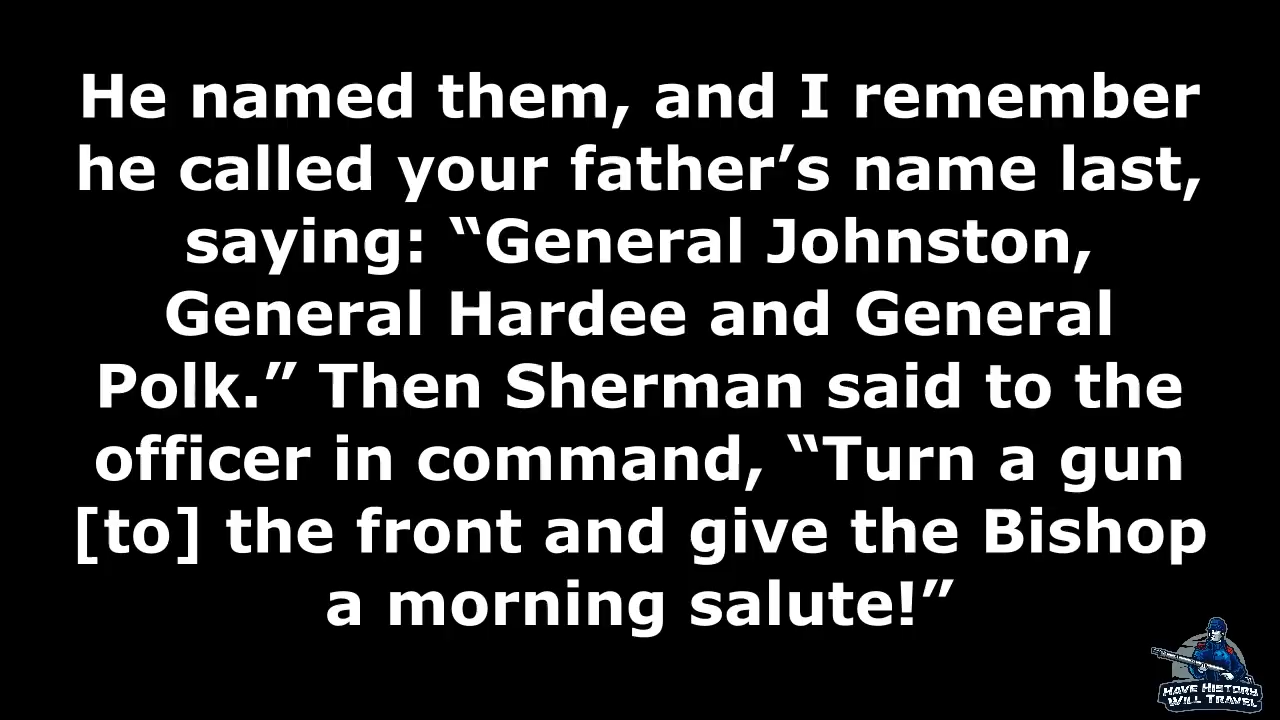 He named them, and I remember
he called your father’s name last,
saying: “General Johnston,
General Hardee and General
Polk.” Then Sherman said to the
officer in command, “Turn a gun
[to] the front and give the Bishop
a morning salute!”
HAVE HISTORY
WILL TRAVEL